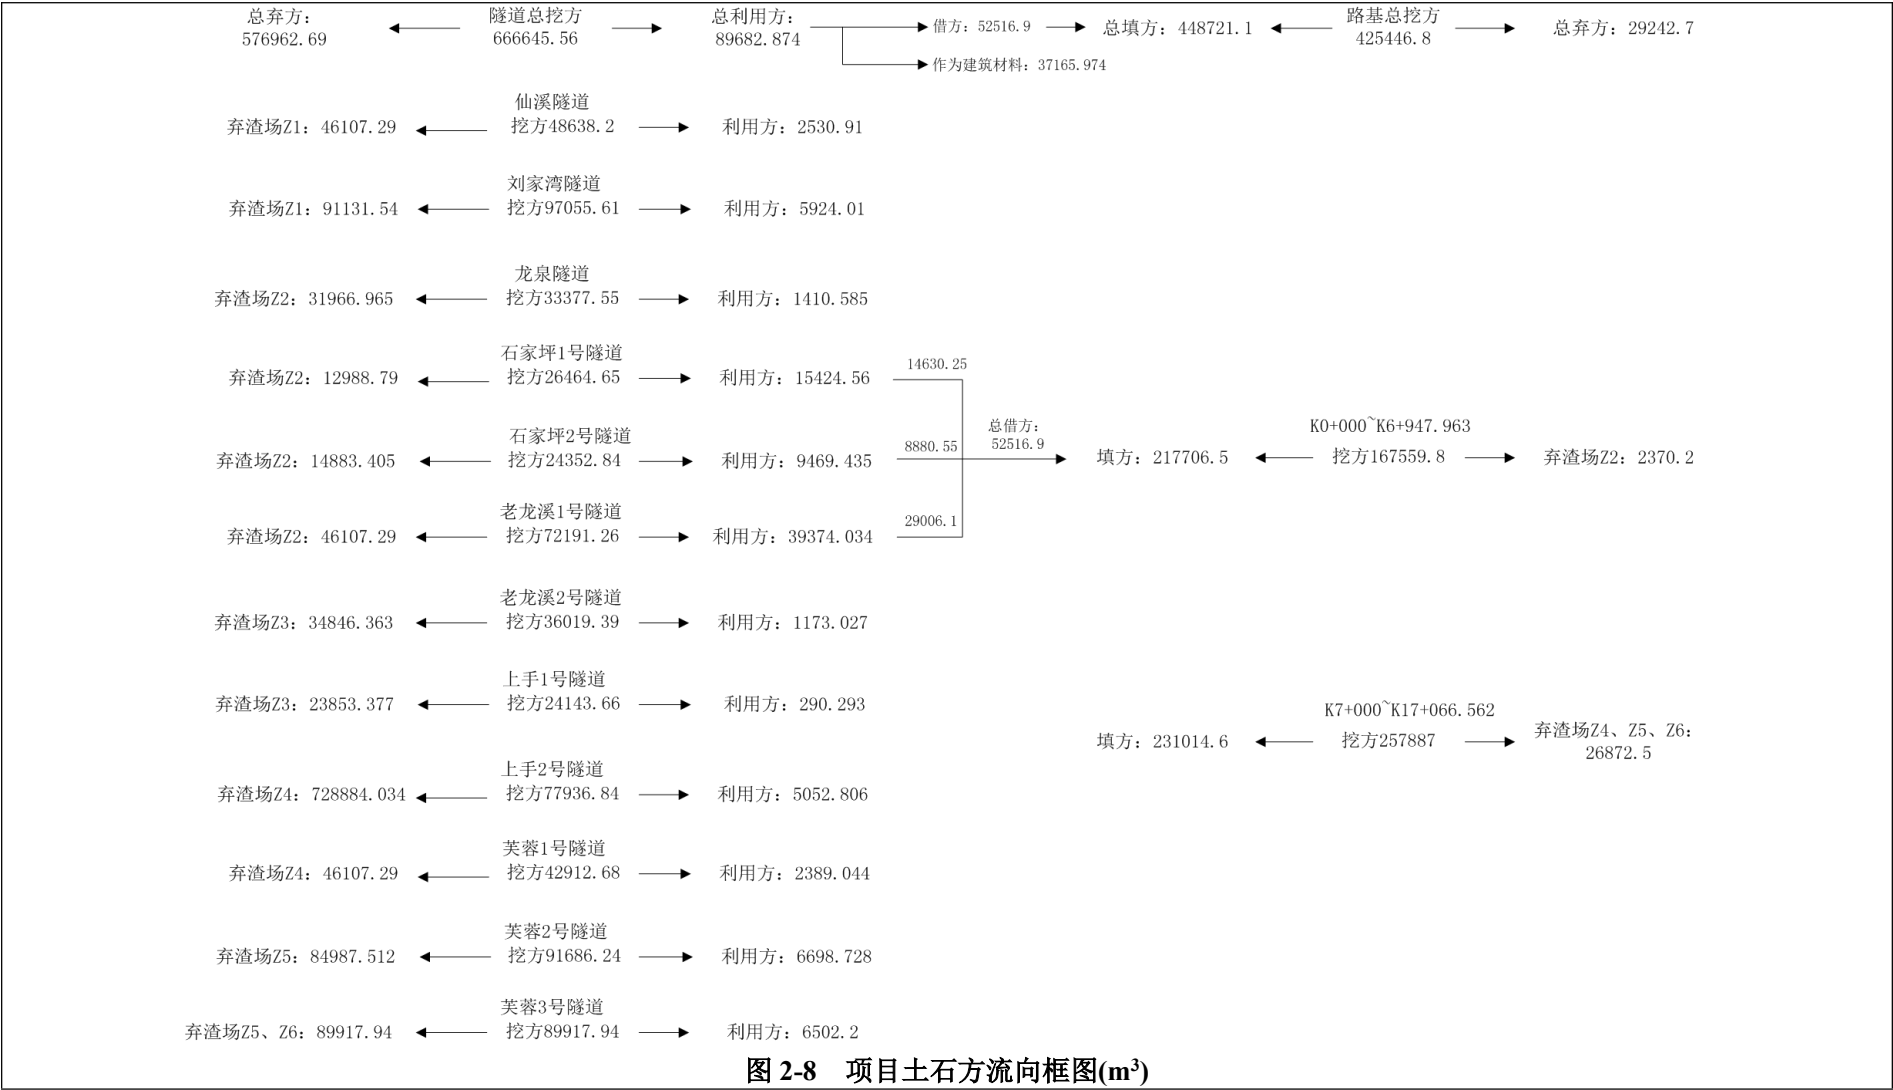 总弃方：
576962.69
隧道总挖方
666645.56
总利用方：
89682.874
借方：52516.9
作为建筑材料：37165.974
总填方：448721.1
路基总挖方
425446.8
总弃方：29242.7
仙溪隧道
弃渣场Z1：46107.29
挖方48638.2
利用方：2530.91
刘家湾隧道
弃渣场Z1：91131.54
挖方97055.61
利用方：5924.01
龙泉隧道
弃渣场Z2：31966.965
挖方33377.55
利用方：1410.585
石家坪1号隧道
弃渣场Z2：12988.79
挖方26464.65
利用方：15424.56
14630.25
石家坪2号隧道
弃渣场Z2：14883.405
挖方24352.84
利用方：9469.435
8880.55
总借方：
52516.9
填方：217706.5
K0+000~K6+947.963
挖方167559.8
弃渣场Z2：2370.2
老龙溪1号隧道
弃渣场Z2：46107.29
挖方72191.26
利用方：39374.034
29006.1
老龙溪2号隧道
弃渣场Z3：34846.363
挖方36019.39
利用方：1173.027
上手1号隧道
弃渣场Z3：23853.377
挖方24143.66
利用方：290.293
填方：231014.6
K7+000~K17+066.562
挖方257887
弃渣场Z4、Z5、Z6：
26872.5
上手2号隧道
弃渣场Z4：728884.034
挖方77936.84
利用方：5052.806
芙蓉1号隧道
弃渣场Z4：46107.29
挖方42912.68
利用方：2389.044
芙蓉2号隧道
弃渣场Z5：84987.512
挖方91686.24
利用方：6698.728
芙蓉3号隧道
弃渣场Z5、Z6：89917.94
挖方89917.94
利用方：6502.2
图 2-8 项目土石方流向框图(m³)